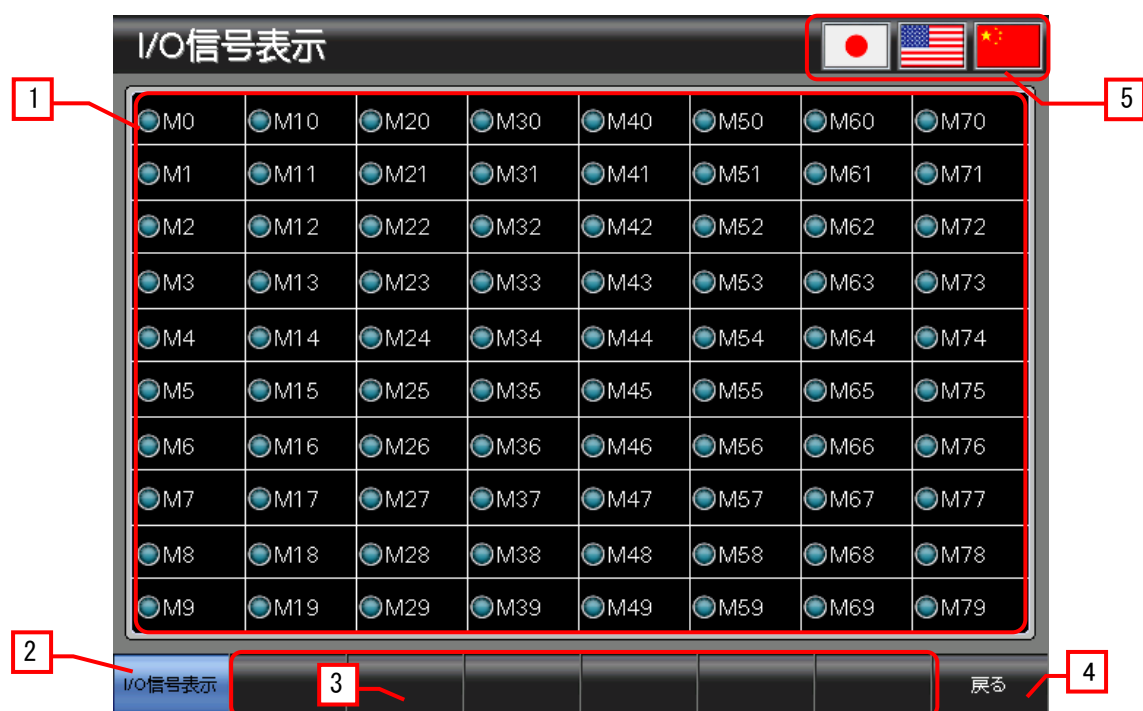 I/O信号表示
1
5
M0 M10 M20 M30 M40 M50 M60 M70
M1 M11 M21 M31 M41 M51 M61 M71
M2 M12 M22 M32 M42 M52 M62 M72
M3 M13 M23 M33 M43 M53 M63 M73
M4 M14 M24 M34 M44 M54 M64 M74
M5 M15 M25 M35 M45 M55 M65 M75
M6 M16 M26 M36 M46 M56 M66 M76
M7 M17 M27 M37 M47 M57 M67 M77
M8 M18 M28 M38 M48 M58 M68 M78
M9 M19 M29 M39 M49 M59 M69 M79
2
I/O信号表示
3
戻る
4